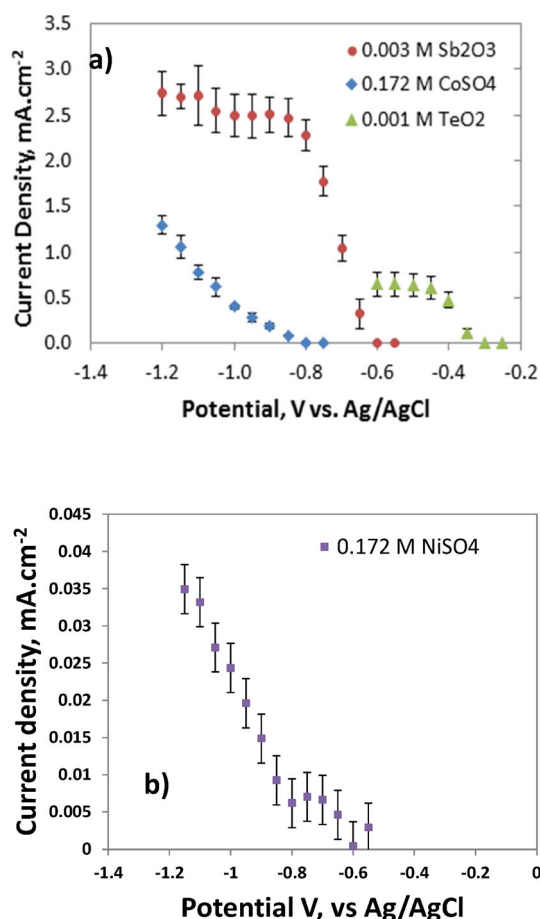 a)
3.5
3.0
2.5
2.0
1.5
1.0
0.5
0.0
Current Density, mA.cm-2
0.003 M Sb2O3
0.172 CoSO4
0.001 M TeO2
-1.4 -1.2 -1.0 -0.8 -0.6 -0.4 -0.2
Potential, V vs. Ag/AgCl
0.045
0.04
0.035
0.03
0.025
0.02
0.015
0.01
0.005
0
Current density, mA.cm-2
0.172 M NiSO4
b)
-1.4 -1.2 -1 -0.8 -0.6 -0.4 -0.2 0
Potential V, vs Ag/AgCl